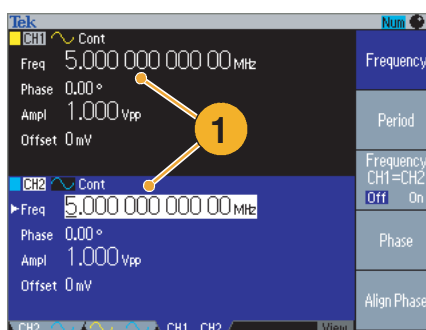 Tek Num
CH1 Cont
Freq 5.000 000 000 00 MHz
Phase 0.00 °
Ampl 1.000 Vpp
Offset 0 mV
1
CH2 Cont
Freq 5.000 000 000 00 MHz
Phase 0.00 °
Ampl 1.000 Vpp
Offset 0 mV
CH2 CH1 CH2 View
Frequency
Period
Frequency
CH1=CH2
Off On
Phase
Align Phase